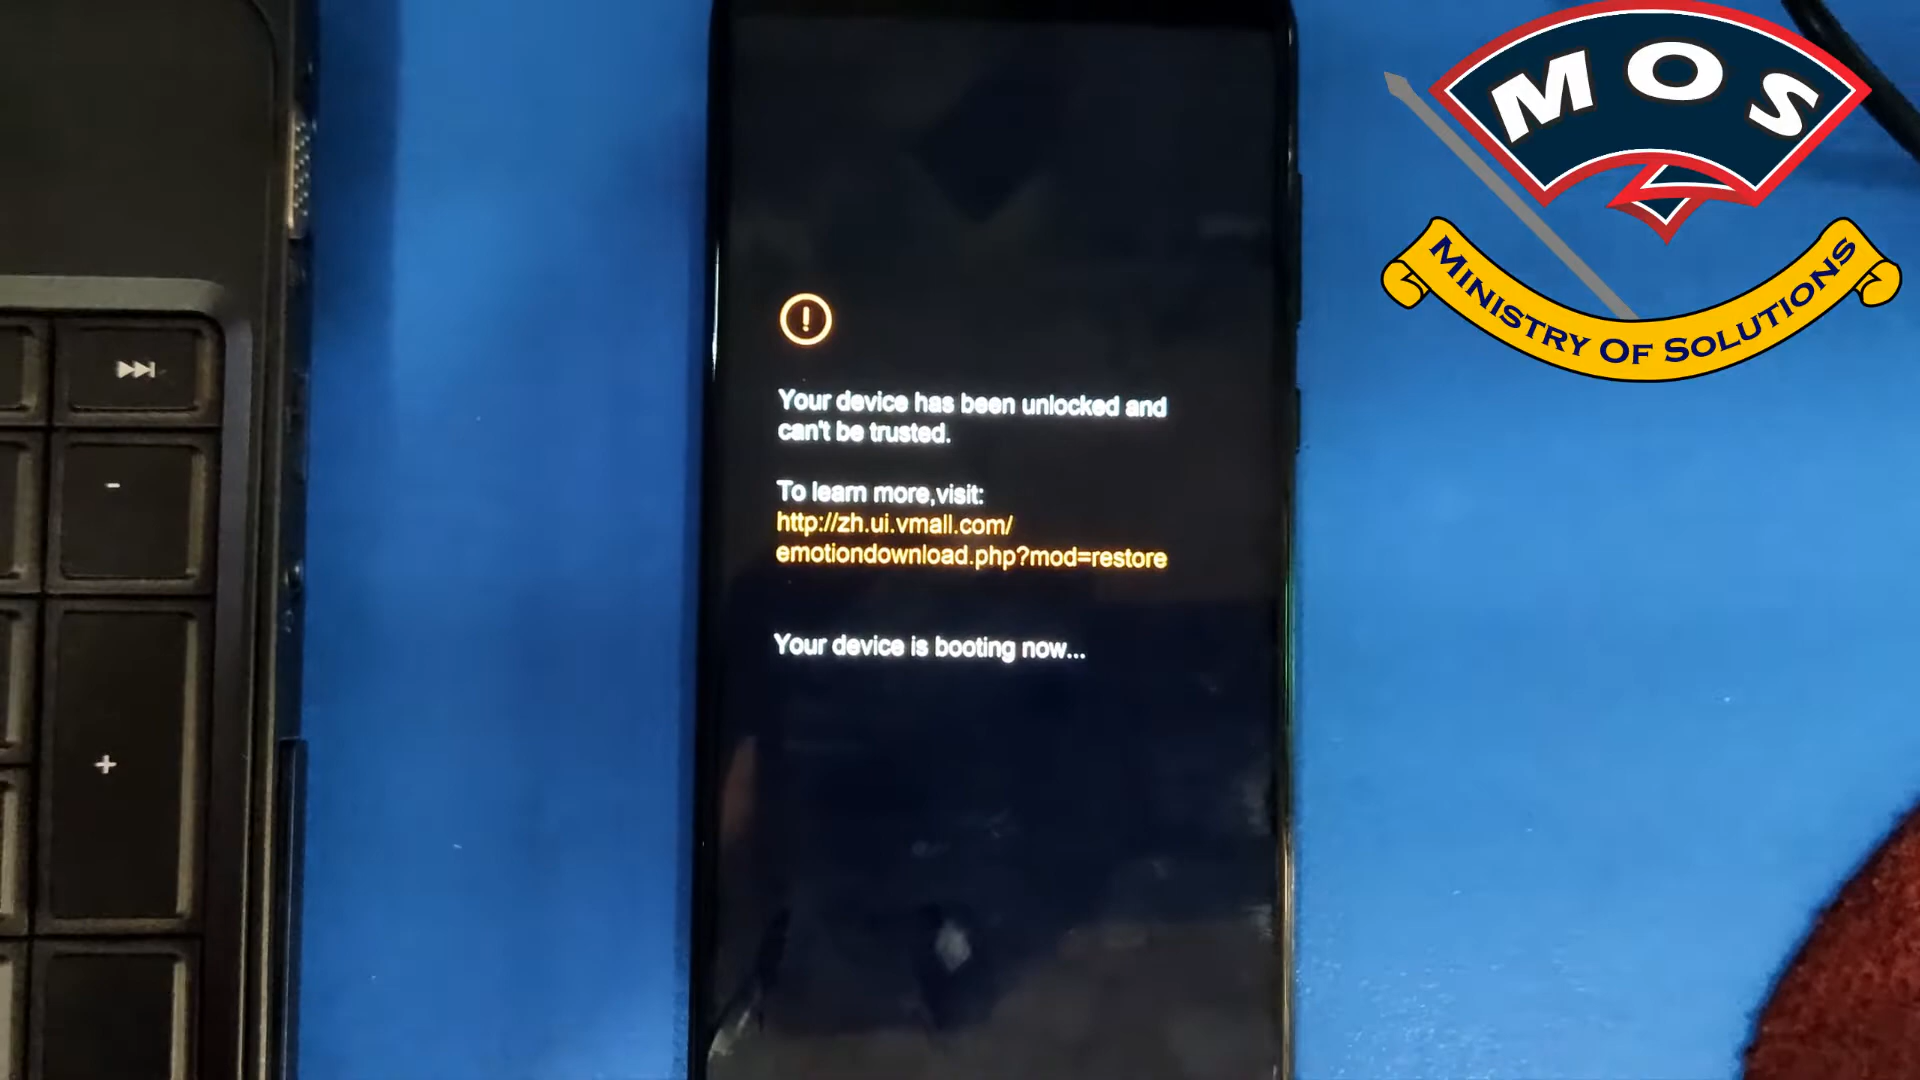 MOS
MINISTRY OF SOLUTIONS
Your device has been unlocked and
can't be trusted.
To learn more,visit:
http://zh.ui.vmall.com/
emotiondownload.php?mod=restore
Your device is booting now...
-
+